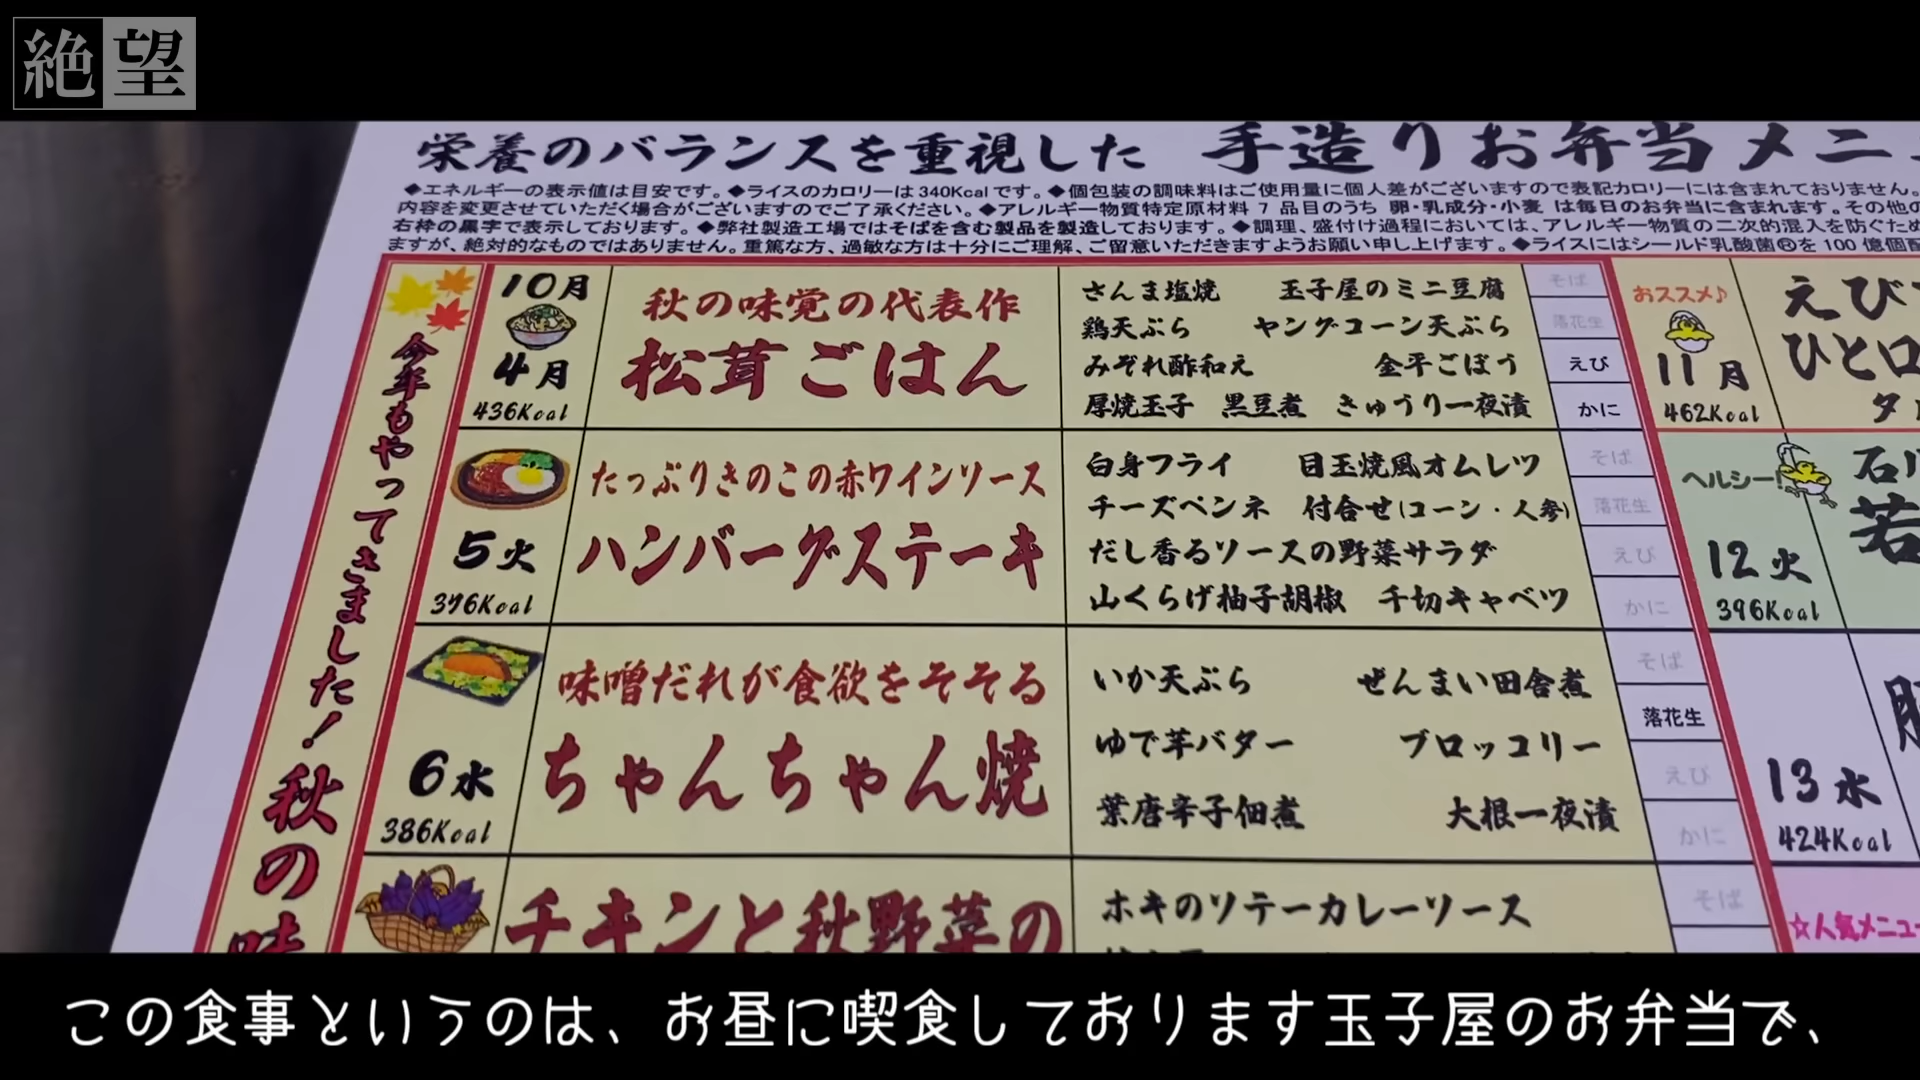 絶望
栄養のバランスを重視した 手造りお弁当メニ
◆エネルギーの表示値は目安です。◆ライスのカロリーは340Kcalです。◆個包装の調味料はご使用量に個人差がございますので表記カロリーには含まれておりません。
内容を変更させていただく場合がございますのでご了承ください。◆アレルギー物質特定原材料 7 品目のうち 卵・乳成分・小麦 は毎日のお弁当に含まれます。その他の
右枠の黒字で表示しております。◆弊社製造工場ではそばを含む製品を製造しております。◆調理、盛付け過程においては、アレルギー物質の二次的混入を防ぐため
ますが、絶対的なものではありません。重篤な方、過敏な方は十分にご理解、ご留意いただきますようお願い申し上げます。◆ライスにはシールド乳酸菌®を 100 億個配
今年もやってきました!秋の味
10月
4月
436Kcal
秋の味覚の代表作
松茸ごはん
さんま塩焼 玉子屋のミニ豆腐
鶏天ぷら ヤングコーン天ぷら
みぞれ酢和え 金平ごぼう
厚焼玉子 黒豆煮 きゅうり一夜漬
そば
落花生
えび
かに
5火
376Kcal
たっぷりきのこの赤ワインソース
ハンバーグステーキ
白身フライ 目玉焼風オムレツ
チーズペンネ 付合せ(コーン・人参)
だし香るソースの野菜サラダ
山くらげ柚子胡椒 千切キャベツ
そば
落花生
えび
かに
6水
386Kcal
味噌だれが食欲をそそる
ちゃんちゃん焼
いか天ぷら ぜんまい田舎煮
ゆで芋バター ブロッコリー
葉唐辛子佃煮 大根一夜漬
そば
落花生
えび
かに
チキンと秋野菜の
ホキのソテーカレーソース
そば
おススメ♪
11月
462Kcal
えび
ひと口
タ
ヘルシー!
12火
396Kcal
石
若
13水
424Kcal
☆人気メニュー
この食事というのは、お昼に喫食しております玉子屋のお弁当で、